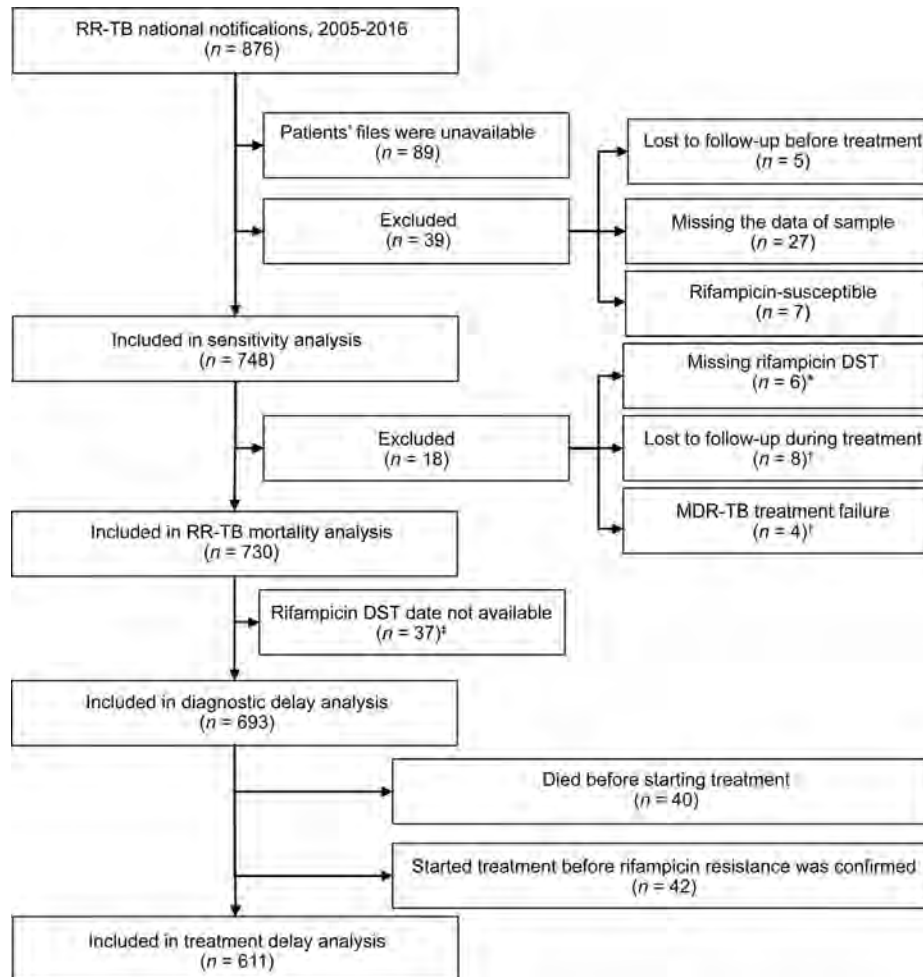 RR-TB national notifications, 2005-2016
(n = 876)
Patients' files were unavailable
(n = 89)
Excluded
(n = 39)
Lost to follow-up before treatment
(n = 5)
Missing the data of sample
(n = 27)
Rifampicin-susceptible
(n = 7)
Included in sensitivity analysis
(n = 748)
Excluded
(n = 18)
Missing rifampicin DST
(n = 6)*
Lost to follow-up during treatment
(n = 8)†
MDR-TB treatment failure
(n = 4)†
Included in RR-TB mortality analysis
(n = 730)
Rifampicin DST date not available
(n = 37)‡
Included in diagnostic delay analysis
(n = 693)
Died before starting treatment
(n = 40)
Started treatment before rifampicin resistance was confirmed
(n = 42)
Included in treatment delay analysis
(n = 611)